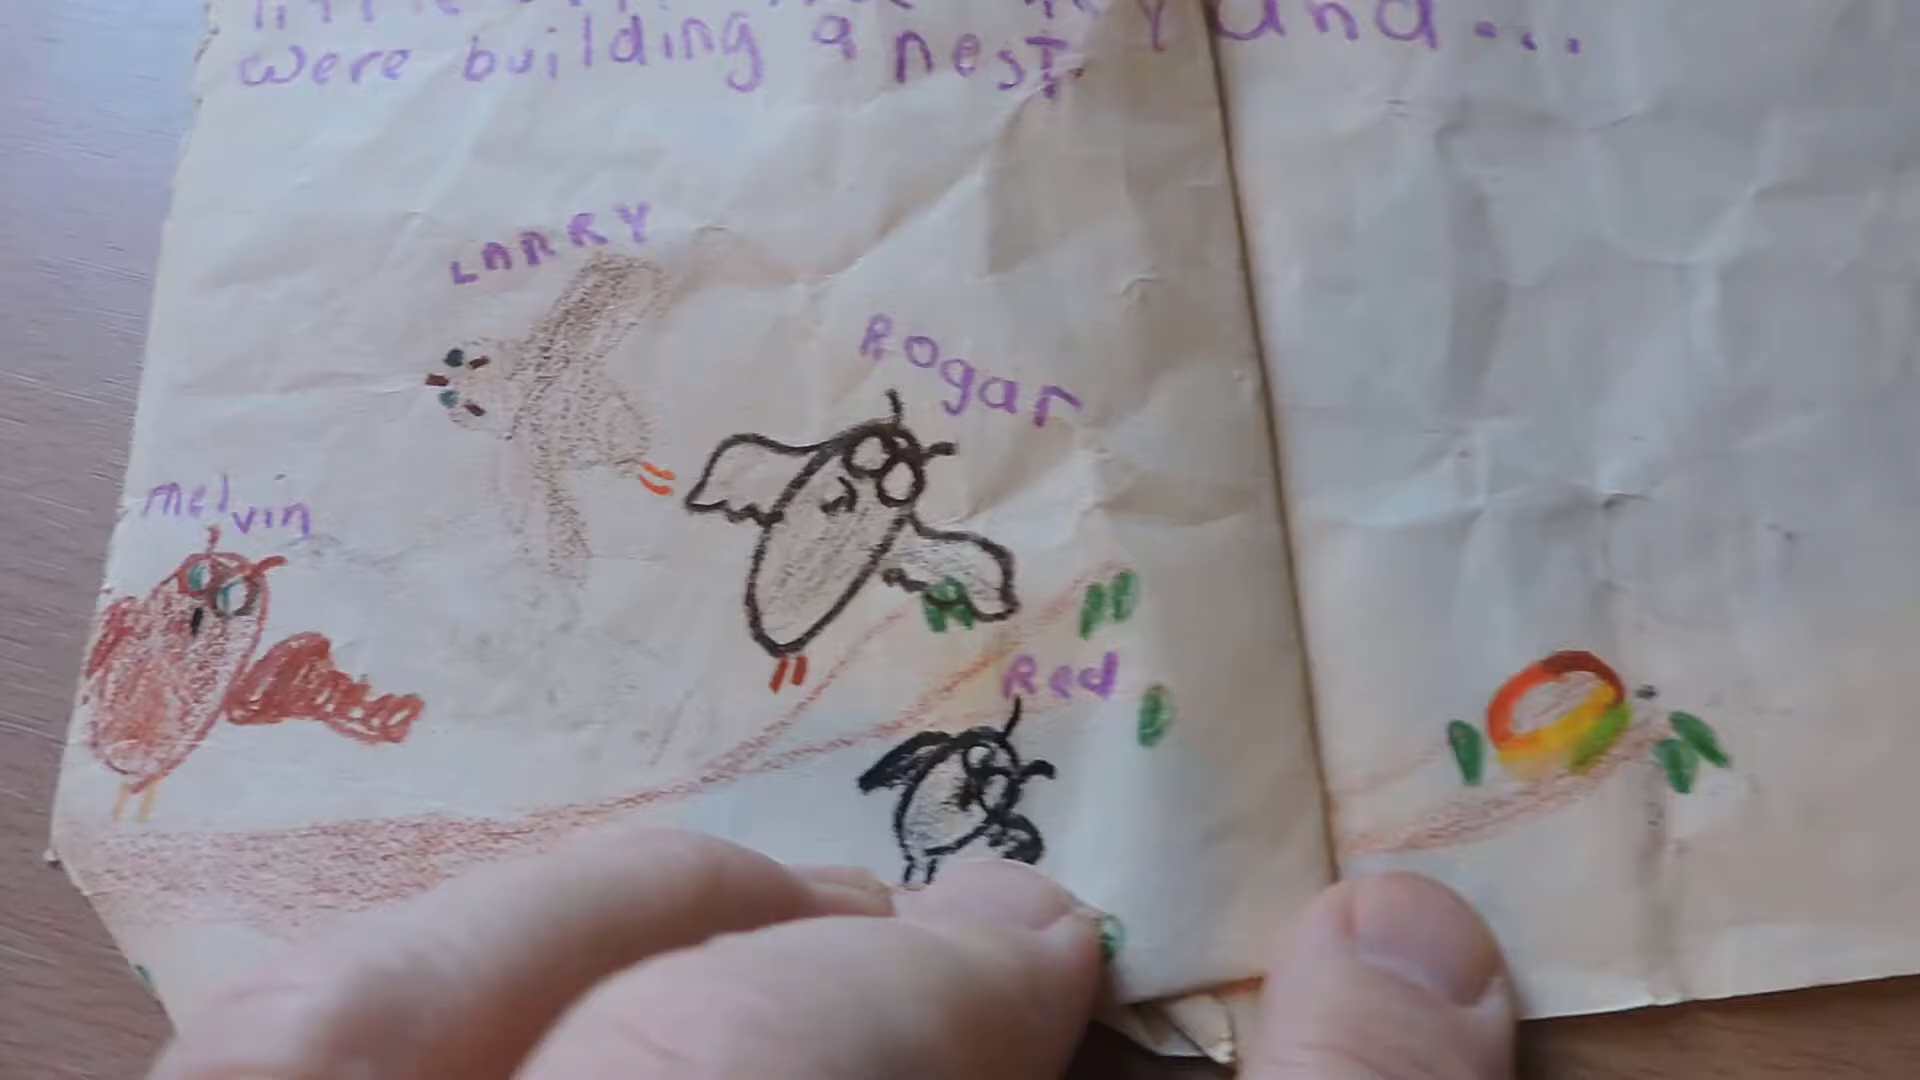 were building a nest
and...
LARRY
Rogar
melvin
Red